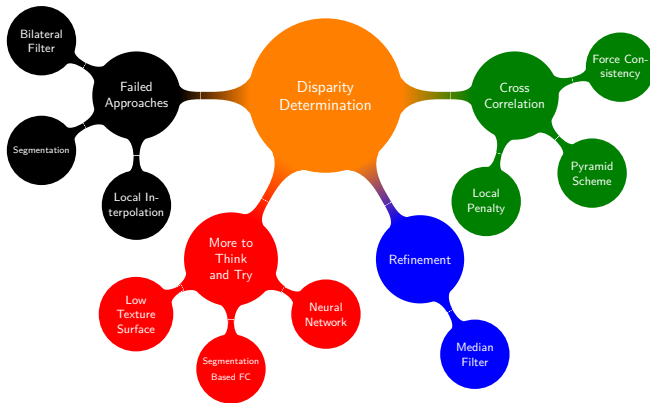 Disparity
Determination
Failed
Approaches
Bilateral
Filter
Segmentation
Local In-
terpolation
More to
Think
and Try
Low
Texture
Surface
Segmentation
Based FC
Neural
Network
Refinement
Median
Filter
Cross
Correlation
Local
Penalty
Pyramid
Scheme
Force Con-
sistency